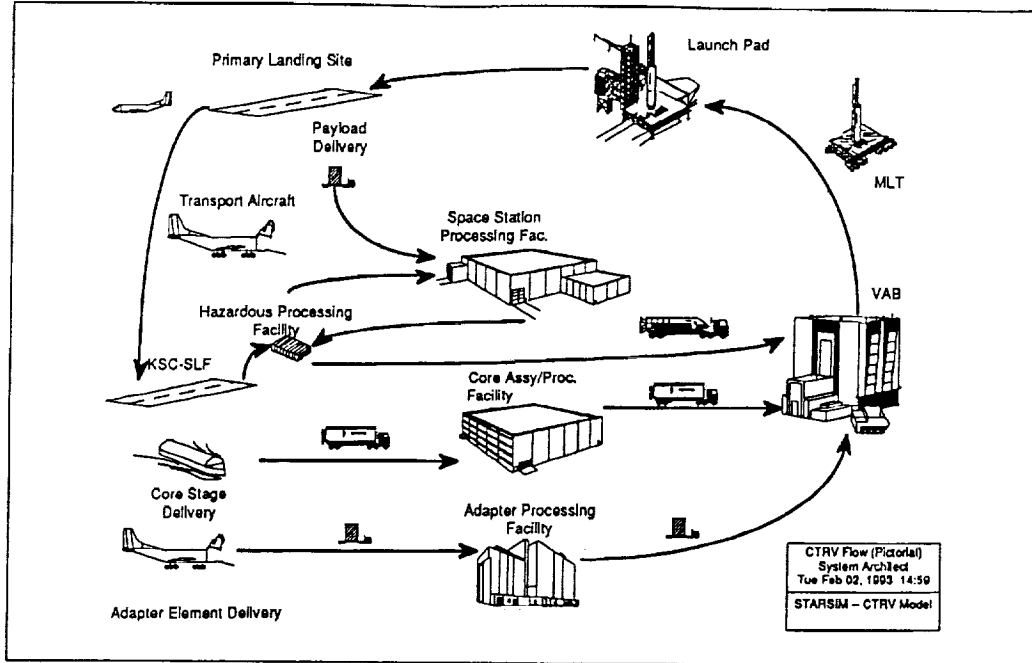 Launch Pad
Primary Landing Site
Payload
Delivery
MLT
Transport Aircraft
Space Station
Processing Fac.
VAB
Hazardous Processing
Facility
KSC-SLF
Core Assy/Proc.
Facility
Core Stage
Delivery
Adapter Processing
Facility
Adapter Element Delivery
CTRV Flow (Pictorial)
System Architect
Tue Feb 02, 1993 14:59
STARSIM – CTRV Model